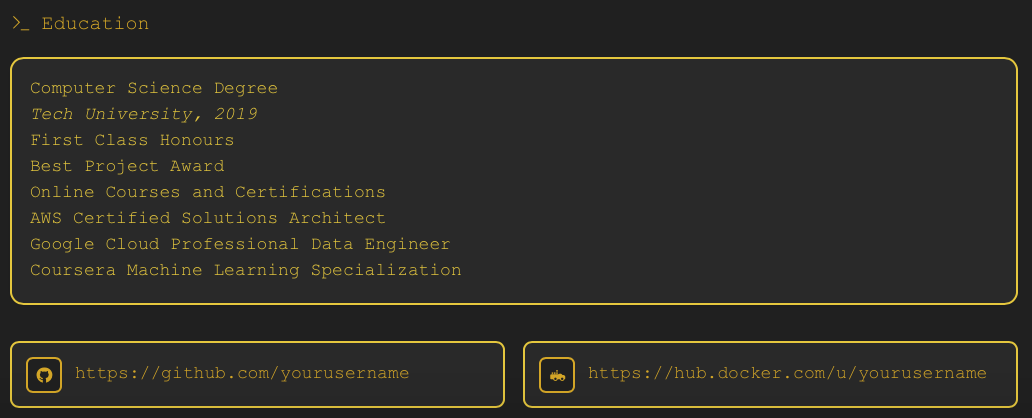 >_ Education
Computer Science Degree
Tech University, 2019
First Class Honours
Best Project Award
Online Courses and Certifications
AWS Certified Solutions Architect
Google Cloud Professional Data Engineer
Coursera Machine Learning Specialization
https://github.com/yourusername
https://hub.docker.com/u/yourusername